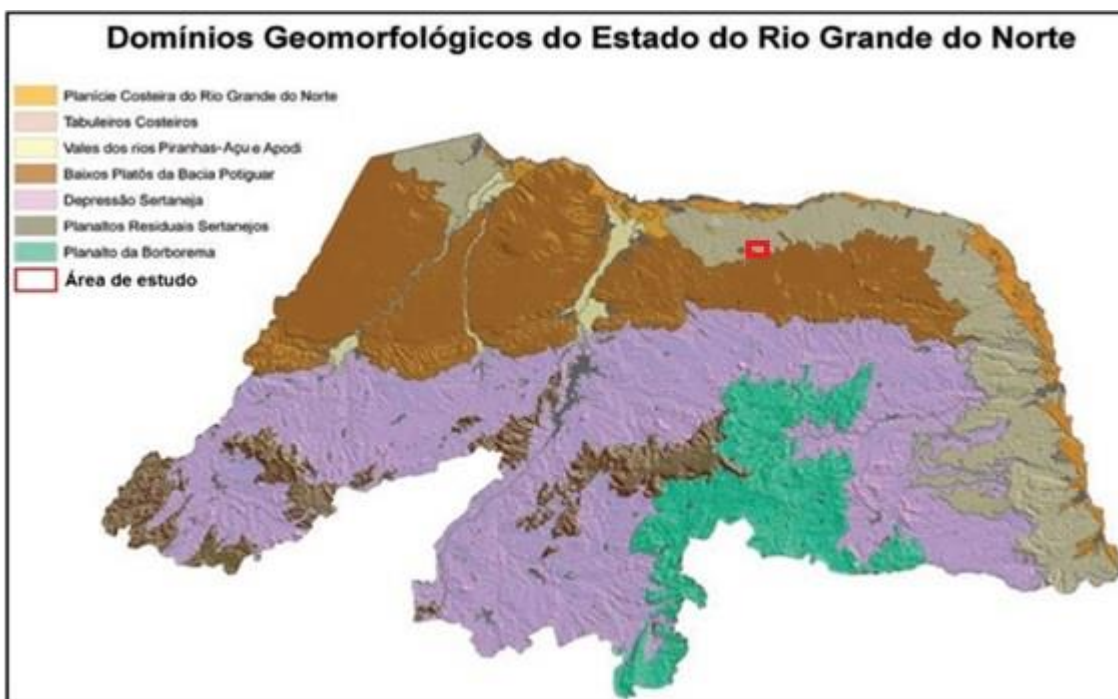 Domínios Geomorfológicos do Estado do Rio Grande do Norte
Planície Costeira do Rio Grande do Norte
Tabuleiros Costeiros
Vales dos rios Piranhas-Açu e Apodi
Baixos Platôs da Bacia Potiguar
Depressão Sertaneja
Planaltos Residuais Sertanejos
Planalto da Borborema
Área de estudo